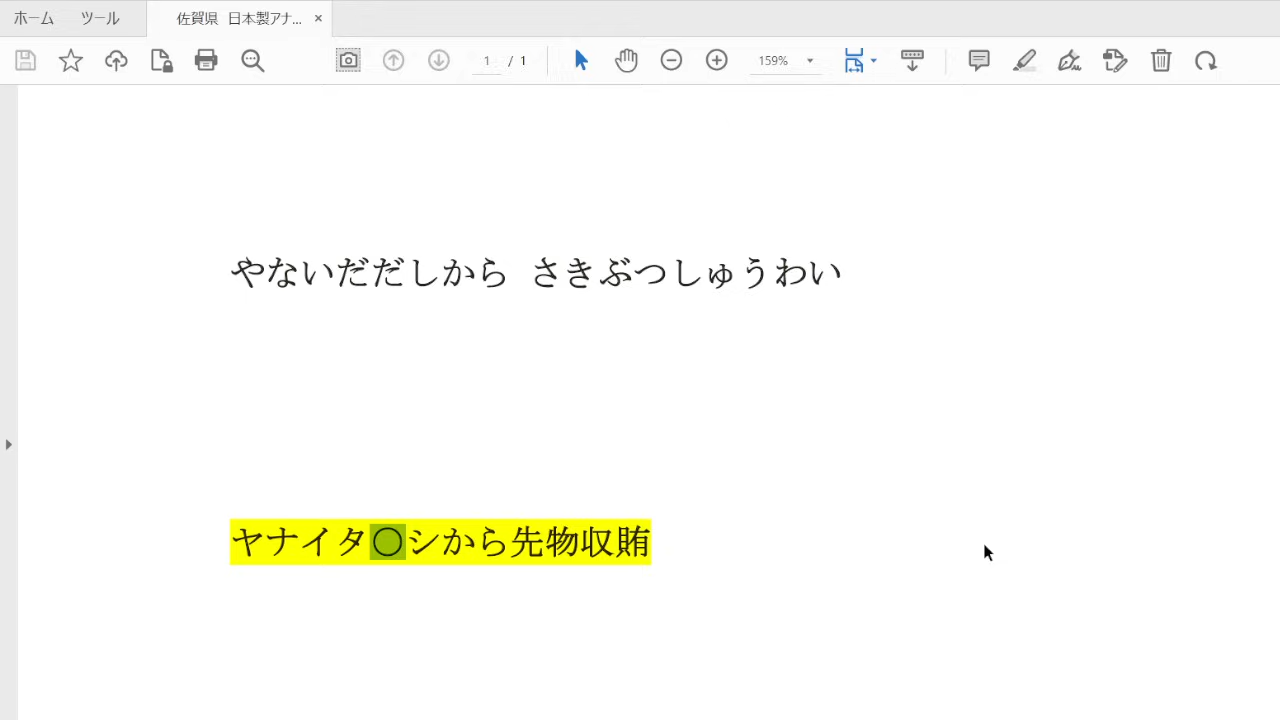 ホーム ツール 佐賀県 日本製アナ... ×
1 / 1 159%
やないだだしから さきぶつしゅうわい
ヤナイタ〇シから先物収賄